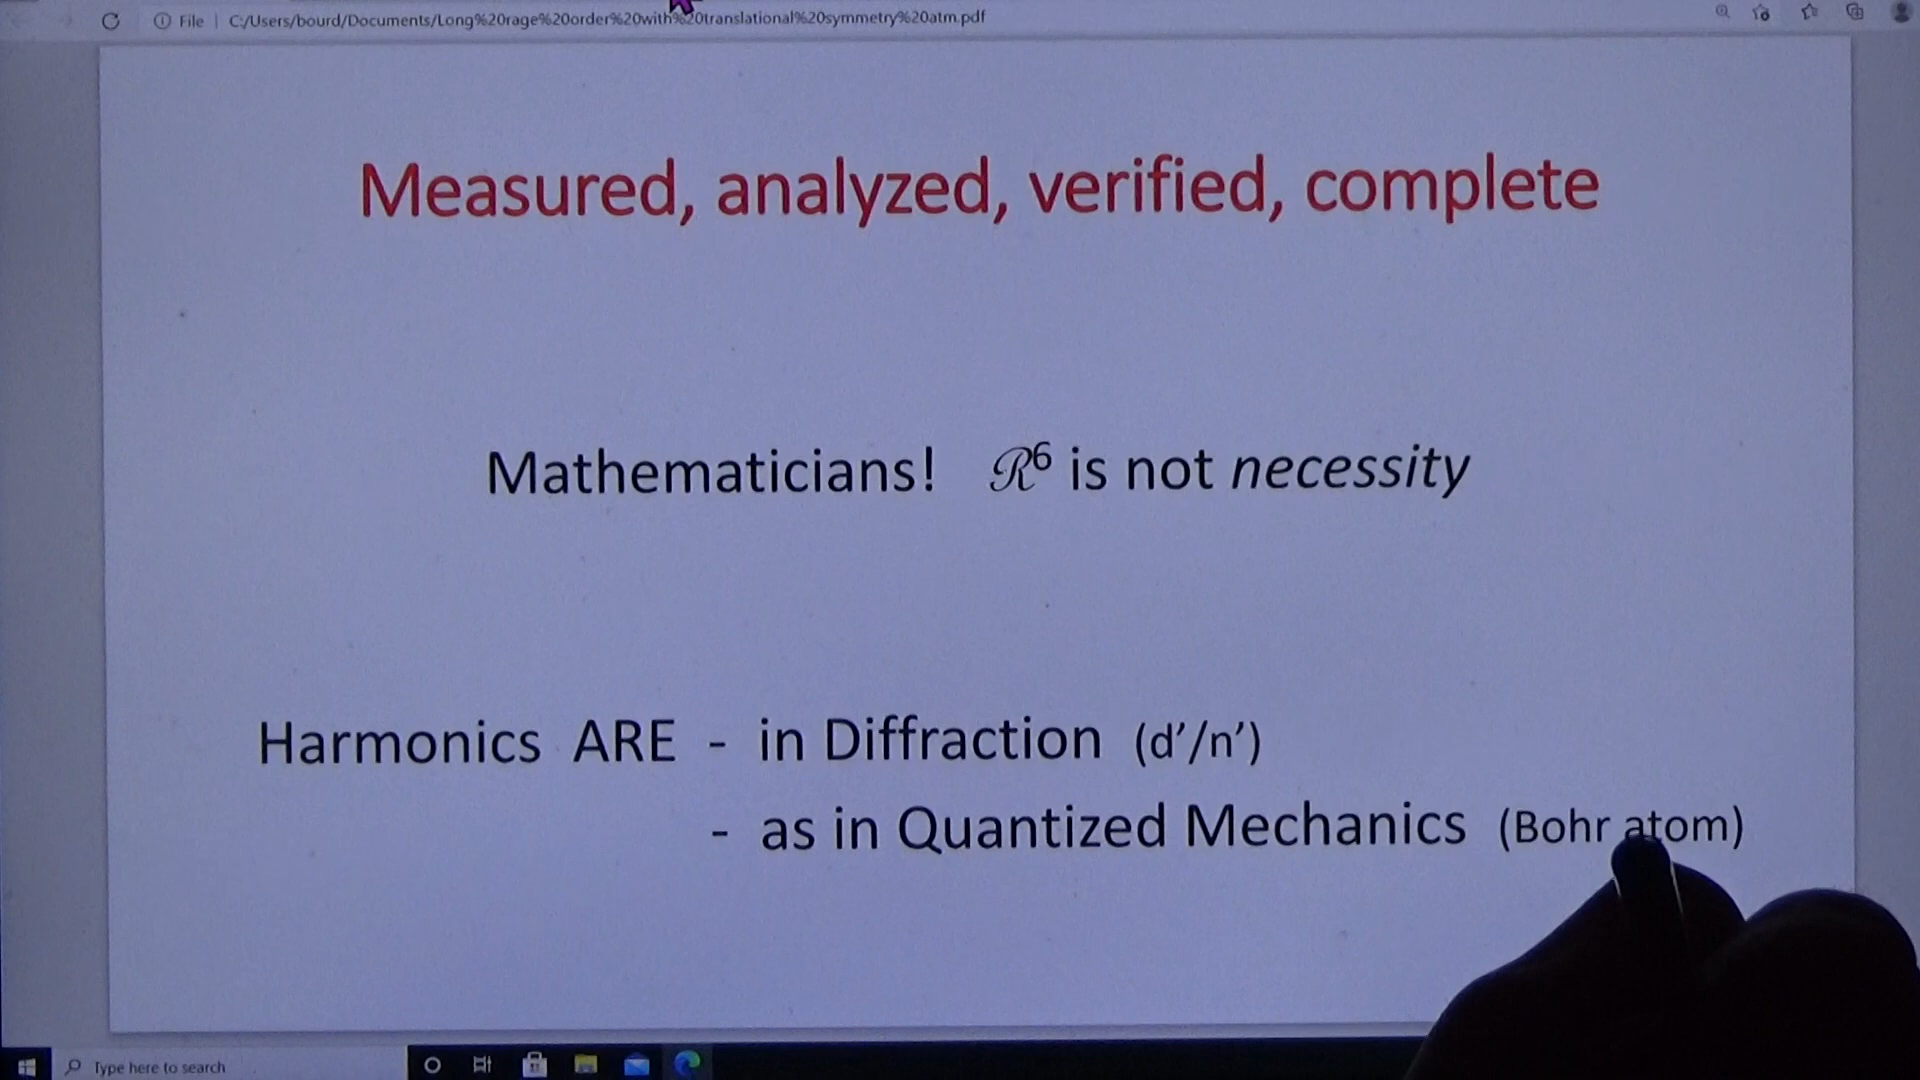 File | C:/Users/bourd/Documents/Long%20rage%20order%20with%20translational%20symmetry%20atm.pdf
Measured, analyzed, verified, complete
Mathematicians! ℛ⁶ is not necessity
Harmonics ARE - in Diffraction (d’/n’)
- as in Quantized Mechanics (Bohr atom)
Type here to search